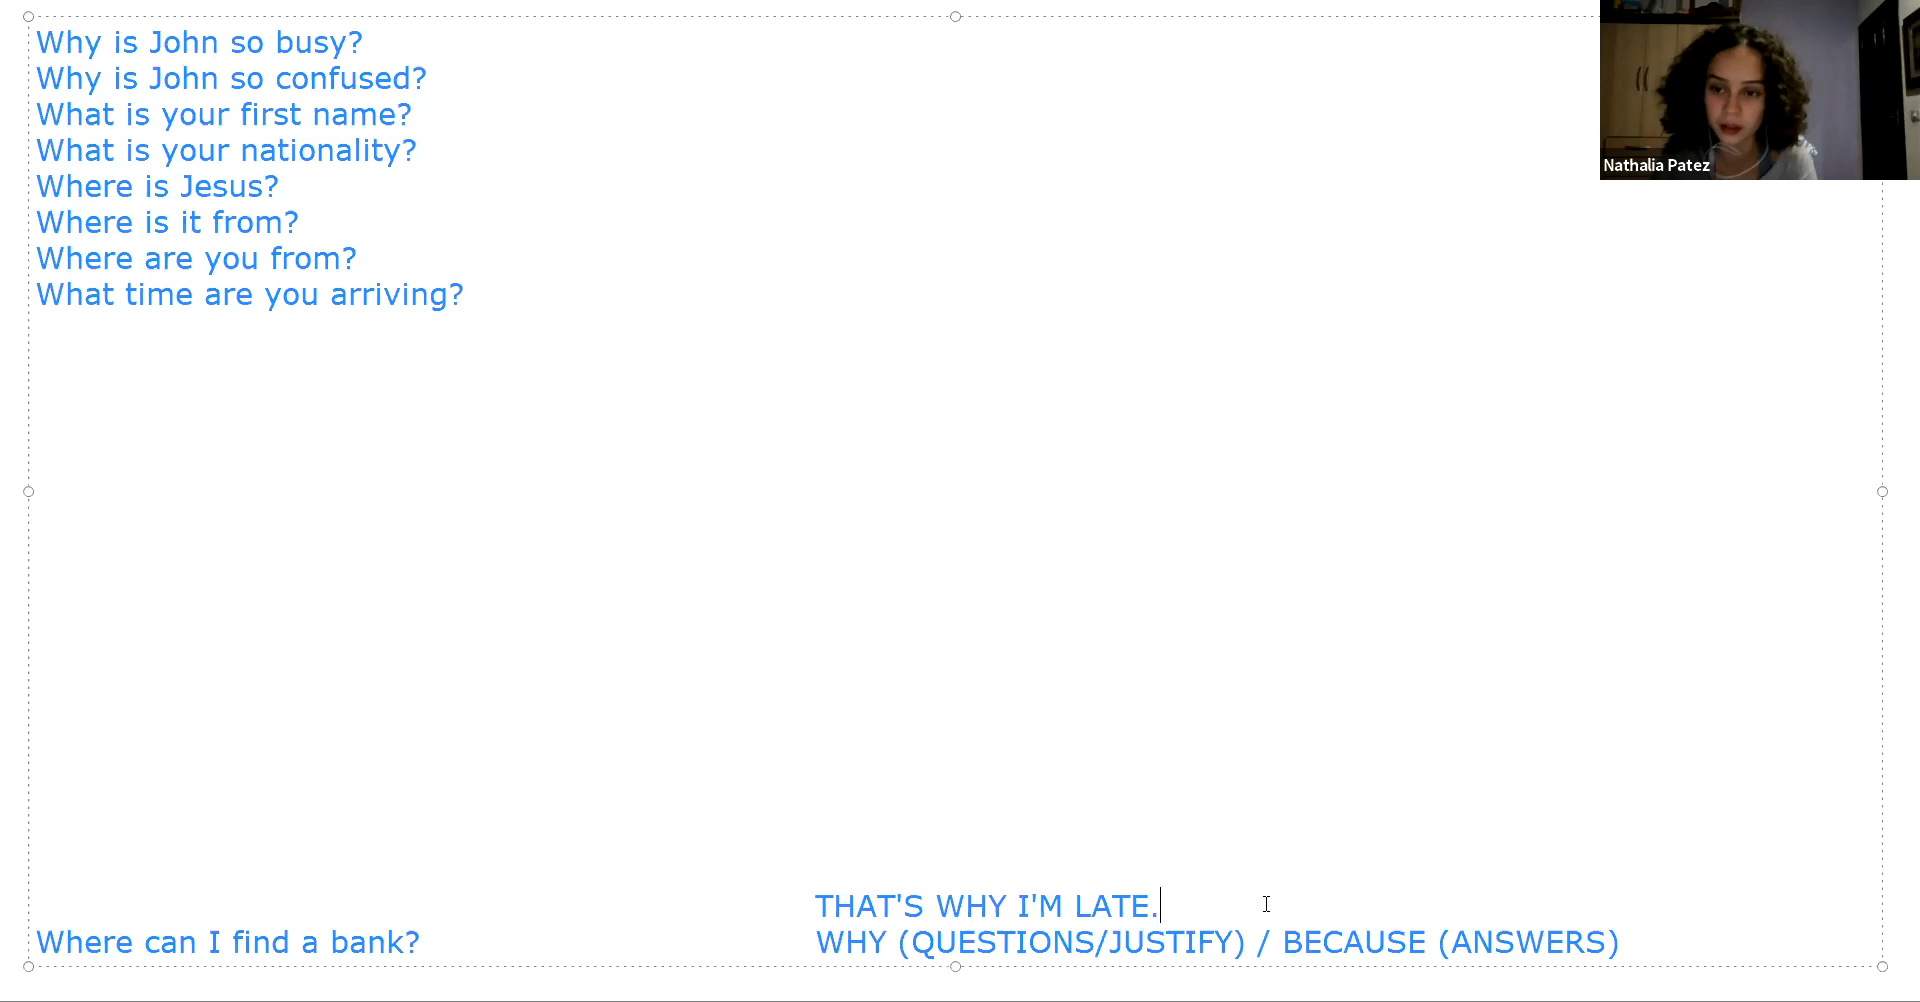 Why is John so busy?
Why is John so confused?
What is your first name?
What is your nationality?
Where is Jesus?
Where is it from?
Where are you from?
What time are you arriving?
Nathalia Patez
THAT'S WHY I'M LATE.
Where can I find a bank?
WHY (QUESTIONS/JUSTIFY) / BECAUSE (ANSWERS)